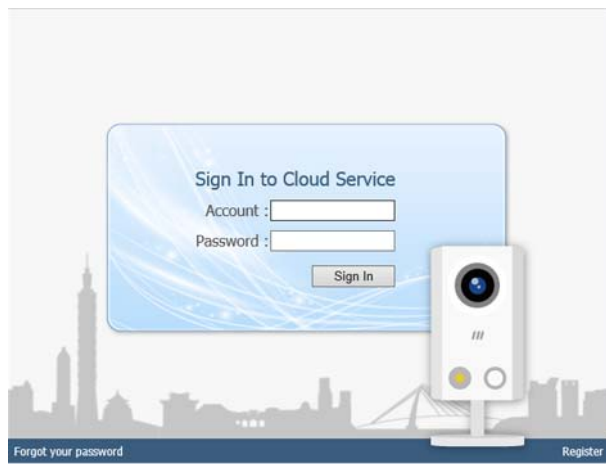 Sign In to Cloud Service
Account :
Password :
Sign In
Forgot your password
Register